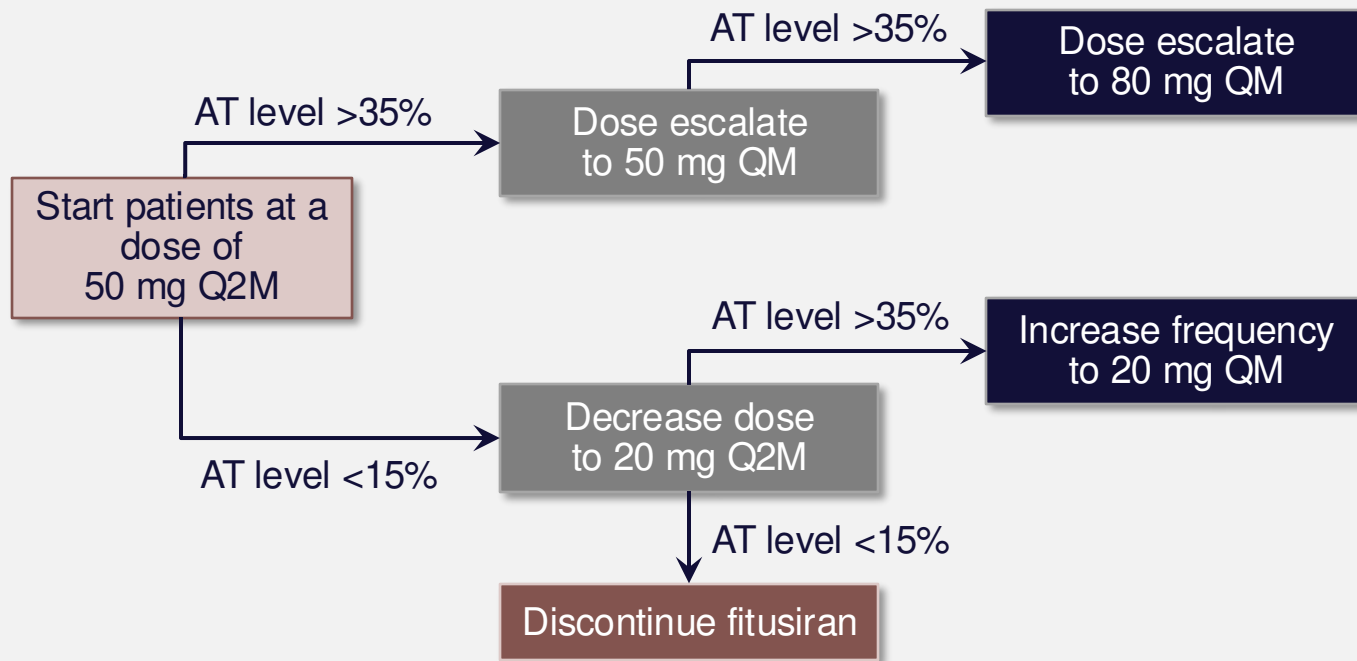 AT level >35%
Dose escalate
to 80 mg QM
AT level >35%
Dose escalate
to 50 mg QM
Start patients at a
dose of
50 mg Q2M
AT level >35%
Increase frequency
to 20 mg QM
Decrease dose
to 20 mg Q2M
AT level <15%
AT level <15%
Discontinue fitusiran